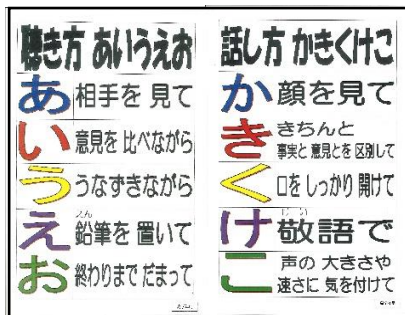 聴き方 あいうえお
あ 相手を 見て
い 意見を 比べながら
う うなずきながら
え 鉛筆を 置いて
お 終わりまで だまって
話し方 かきくけこ
か 顔を見て
き きちんと
事実と 意見とを 区別して
く 口を しっかり 開けて
け 敬語で
こ 声の 大きさや
速さに 気を付けて